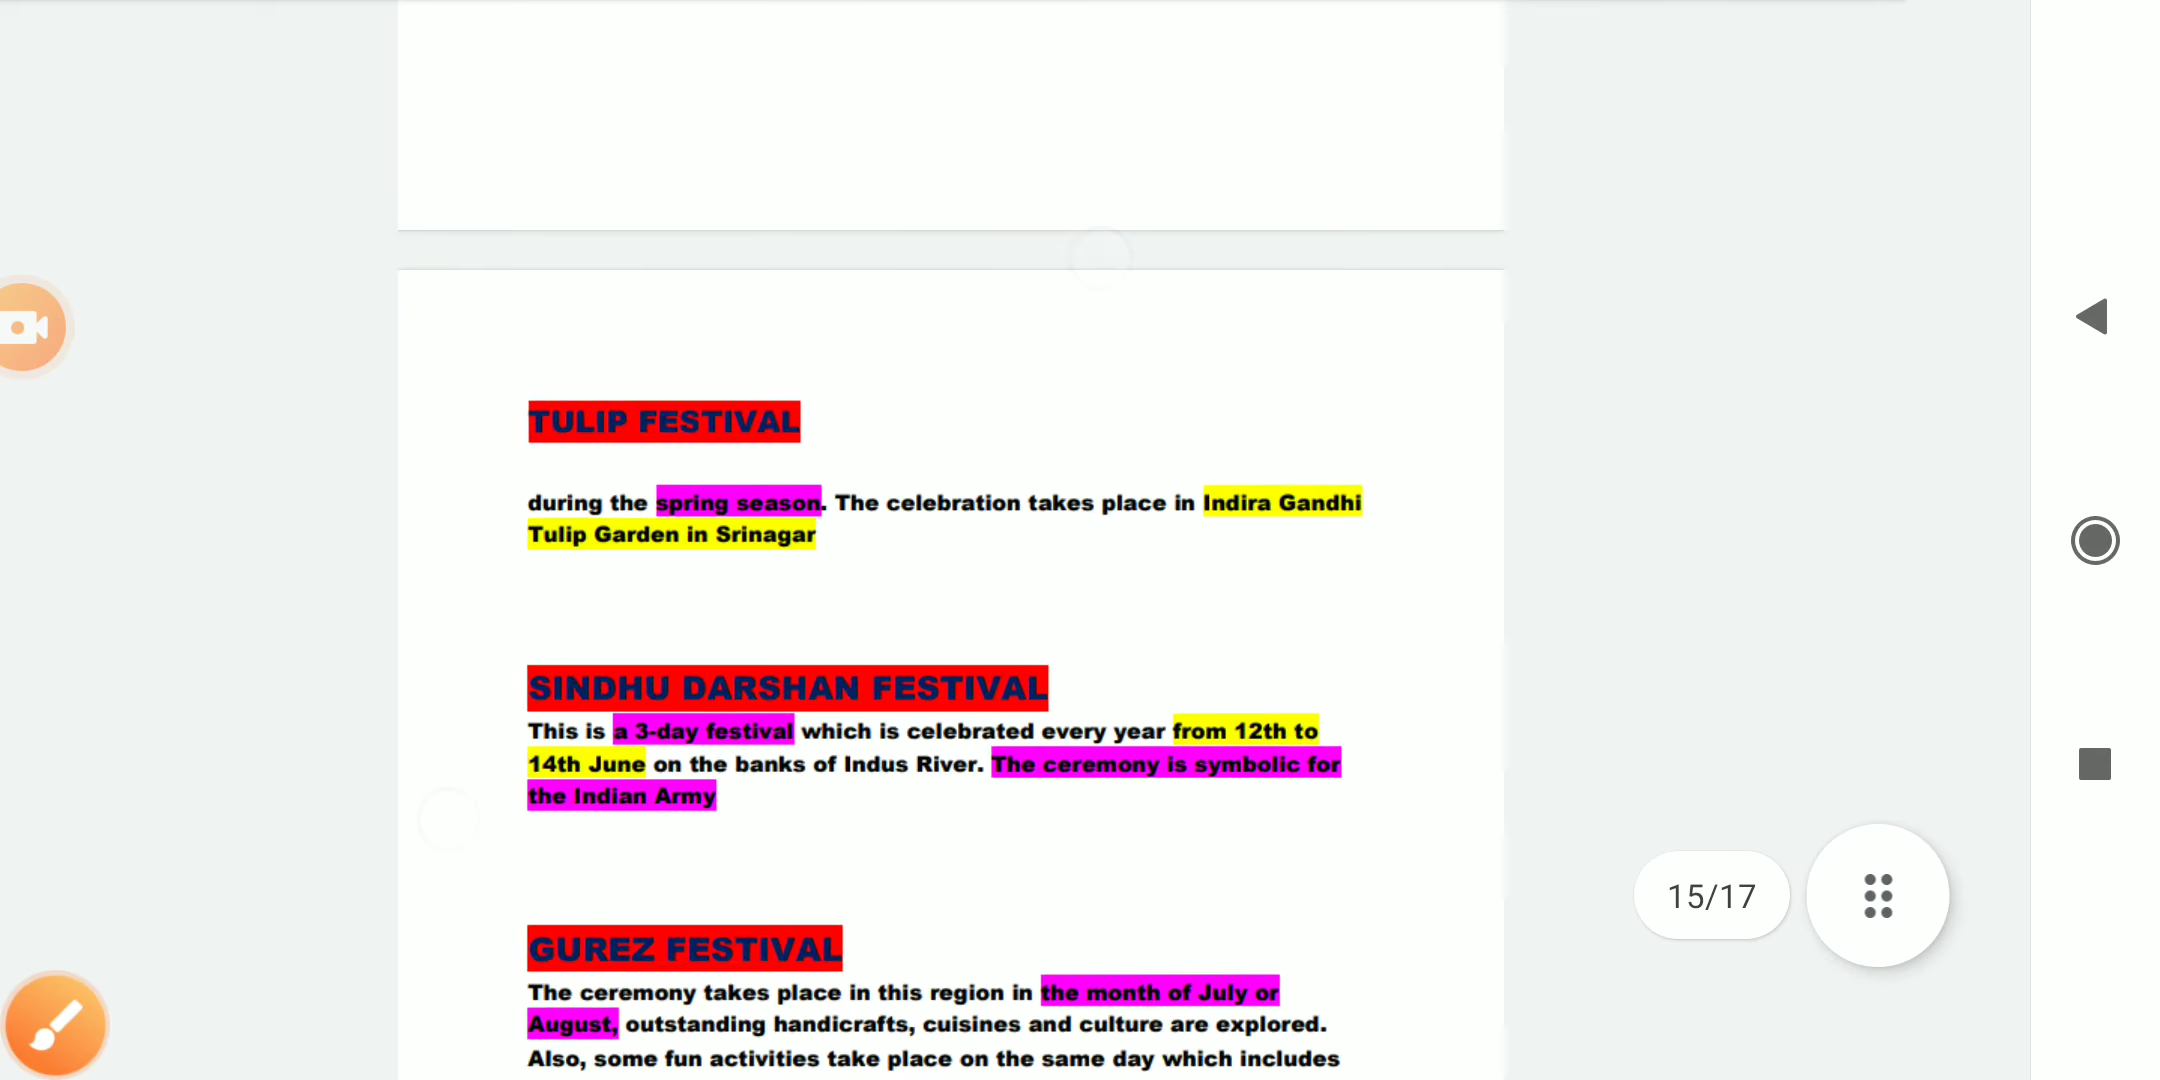 TULIP FESTIVAL
during the spring season. The celebration takes place in Indira Gandhi
Tulip Garden in Srinagar
SINDHU DARSHAN FESTIVAL
This is a 3-day festival which is celebrated every year from 12th to
14th June on the banks of Indus River. The ceremony is symbolic for
the Indian Army
GUREZ FESTIVAL
The ceremony takes place in this region in the month of July or
August, outstanding handicrafts, cuisines and culture are explored.
Also, some fun activities take place on the same day which includes
15/17